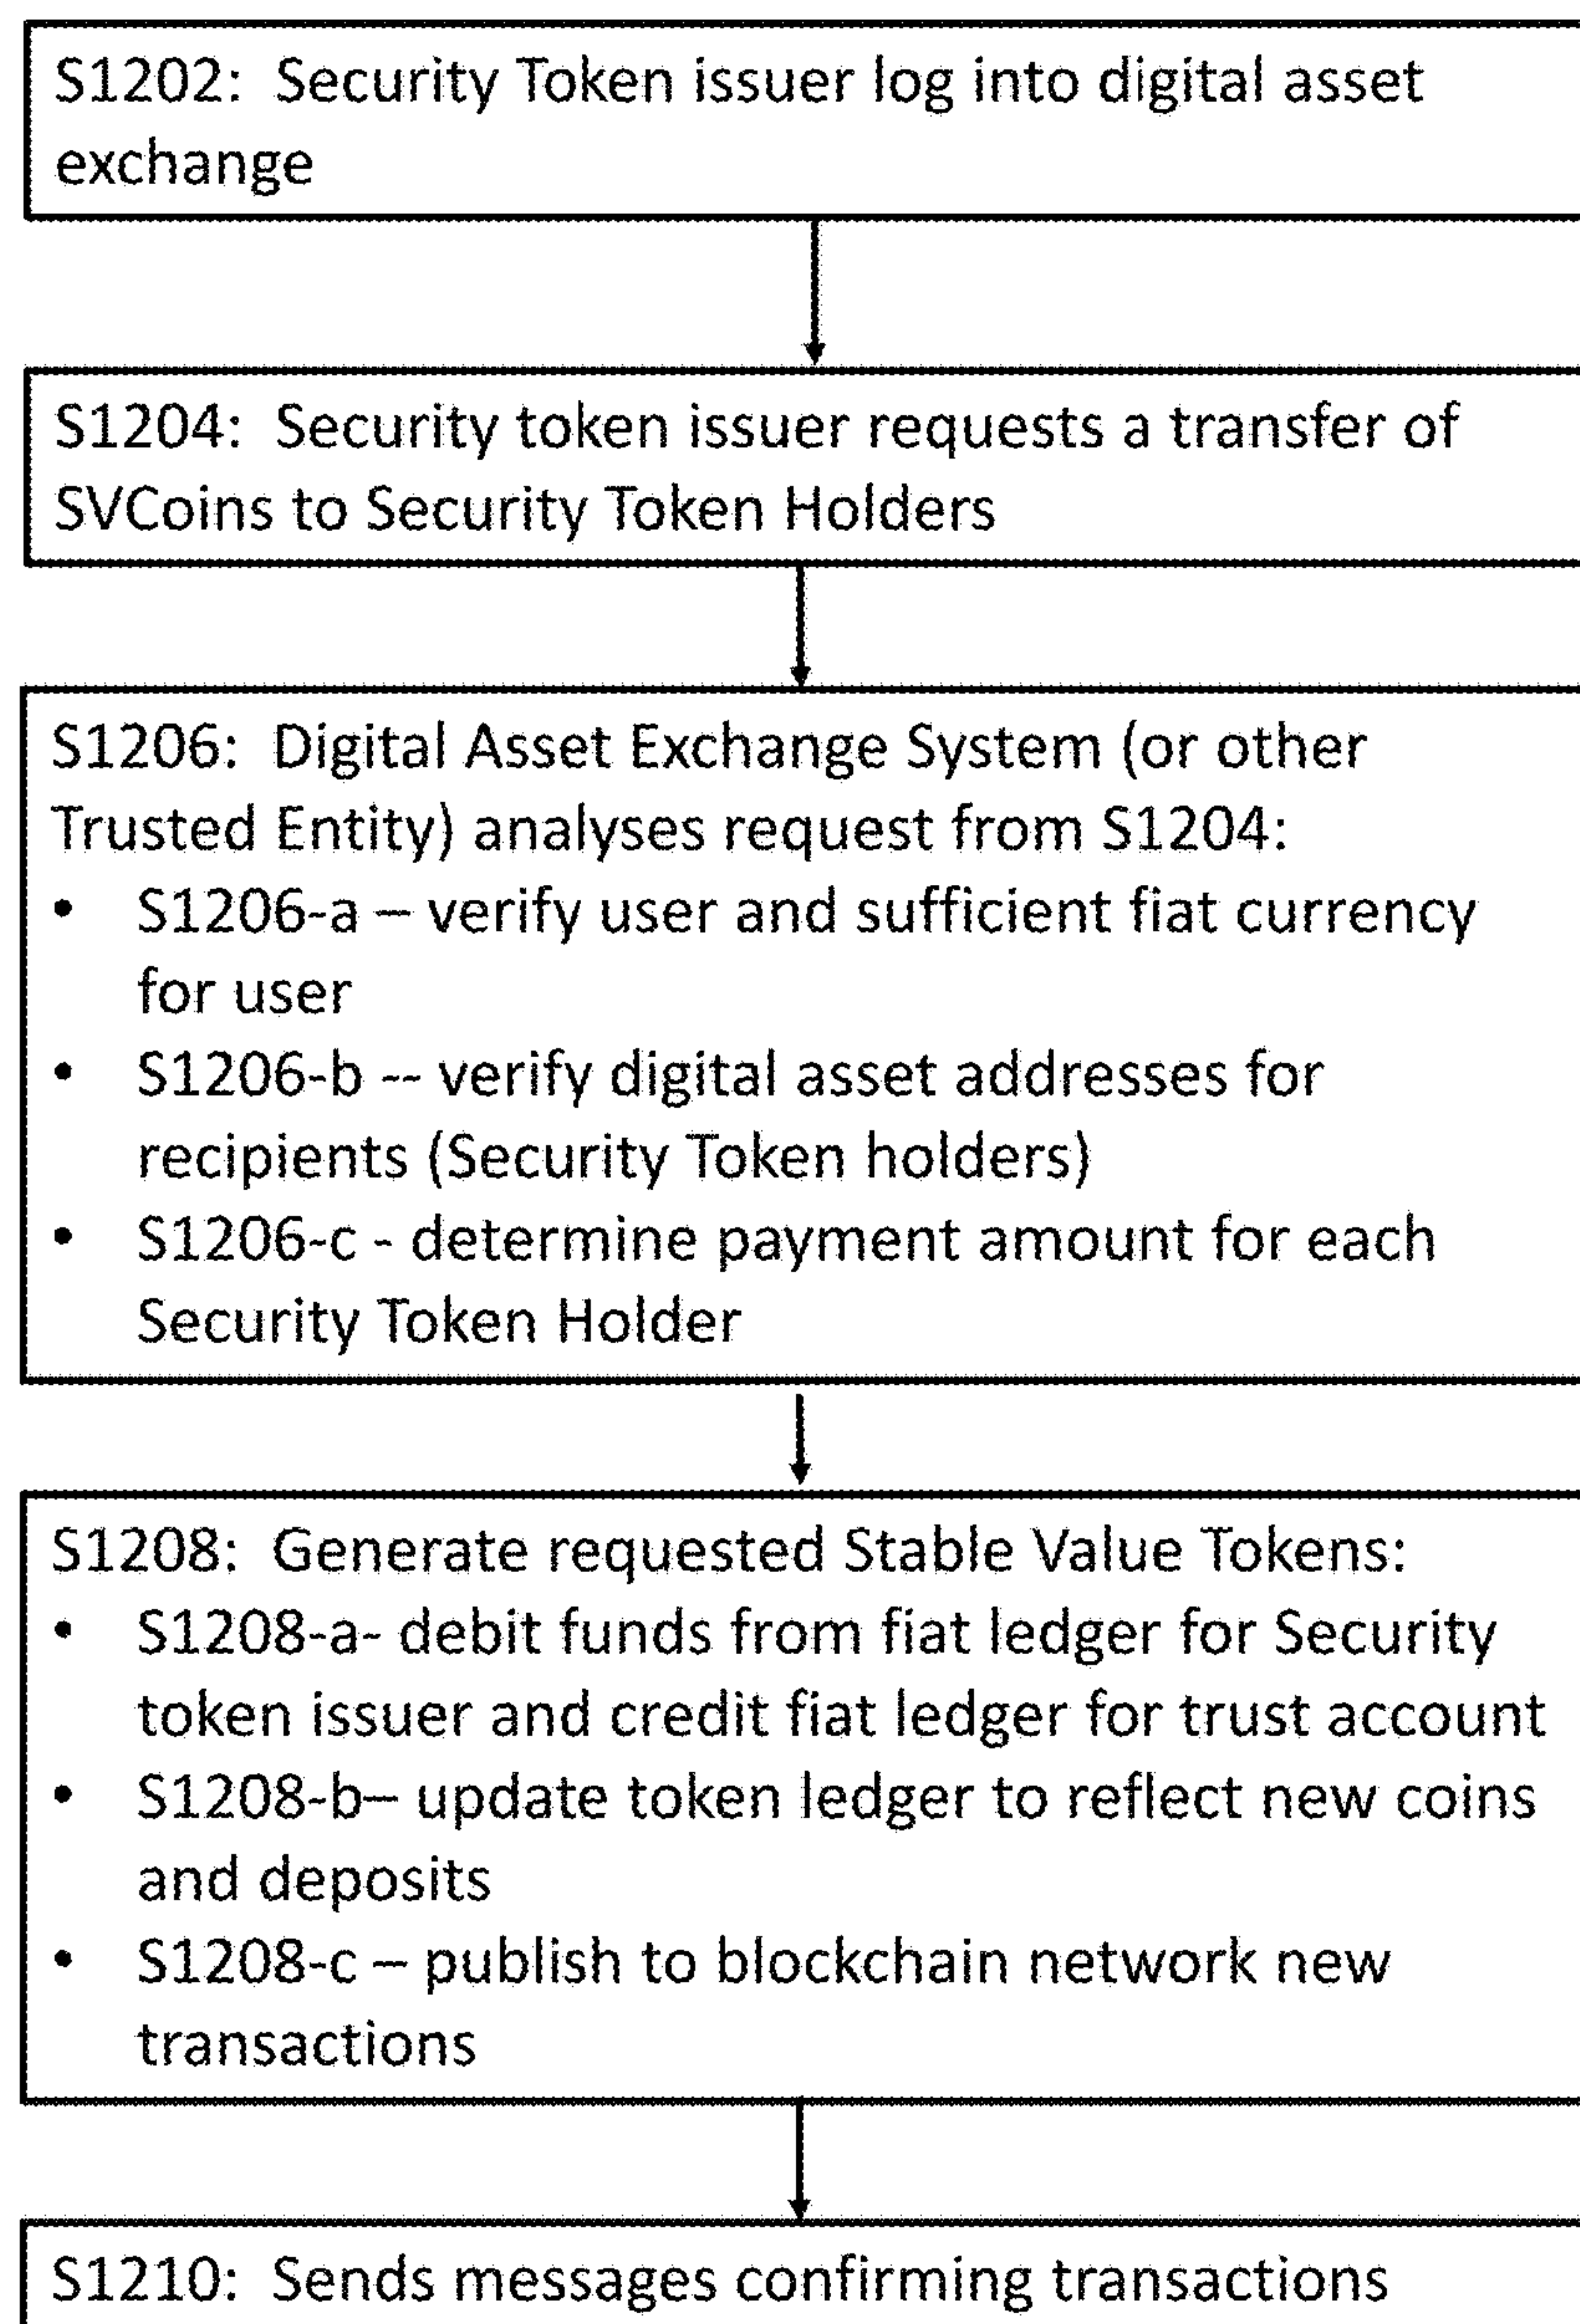 S1202: Security Token issuer log into digital asset
exchange
S1204: Security token issuer requests a transfer of
SVCoins to Security Token Holders
S1206: Digital Asset Exchange System (or other
Trusted Entity) analyses request from S1204:
• S1206-a – verify user and sufficient fiat currency
for user
• S1206-b -- verify digital asset addresses for
recipients (Security Token holders)
• S1206-c - determine payment amount for each
Security Token Holder
S1208: Generate requested Stable Value Tokens:
• S1208-a- debit funds from fiat ledger for Security
token issuer and credit fiat ledger for trust account
• S1208-b– update token ledger to reflect new coins
and deposits
• S1208-c – publish to blockchain network new
transactions
S1210: Sends messages confirming transactions